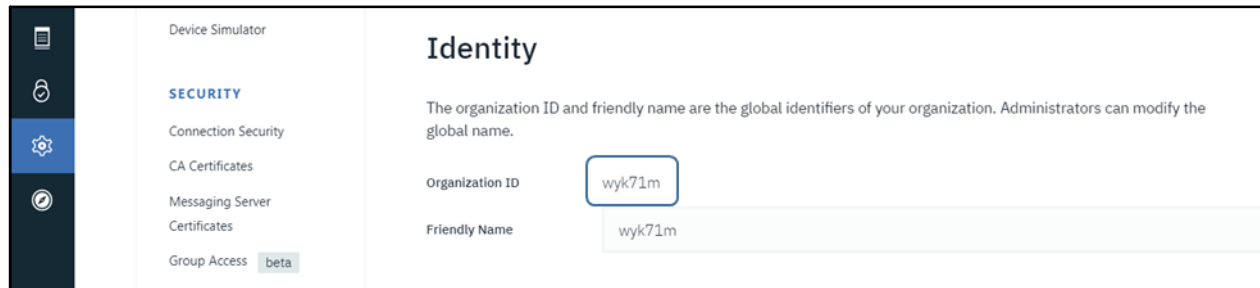 Device Simulator
SECURITY
Connection Security
CA Certificates
Messaging Server
Certificates
Group Access beta
Identity
The organization ID and friendly name are the global identifiers of your organization. Administrators can modify the
global name.
Organization ID wyk71m
Friendly Name wyk71m